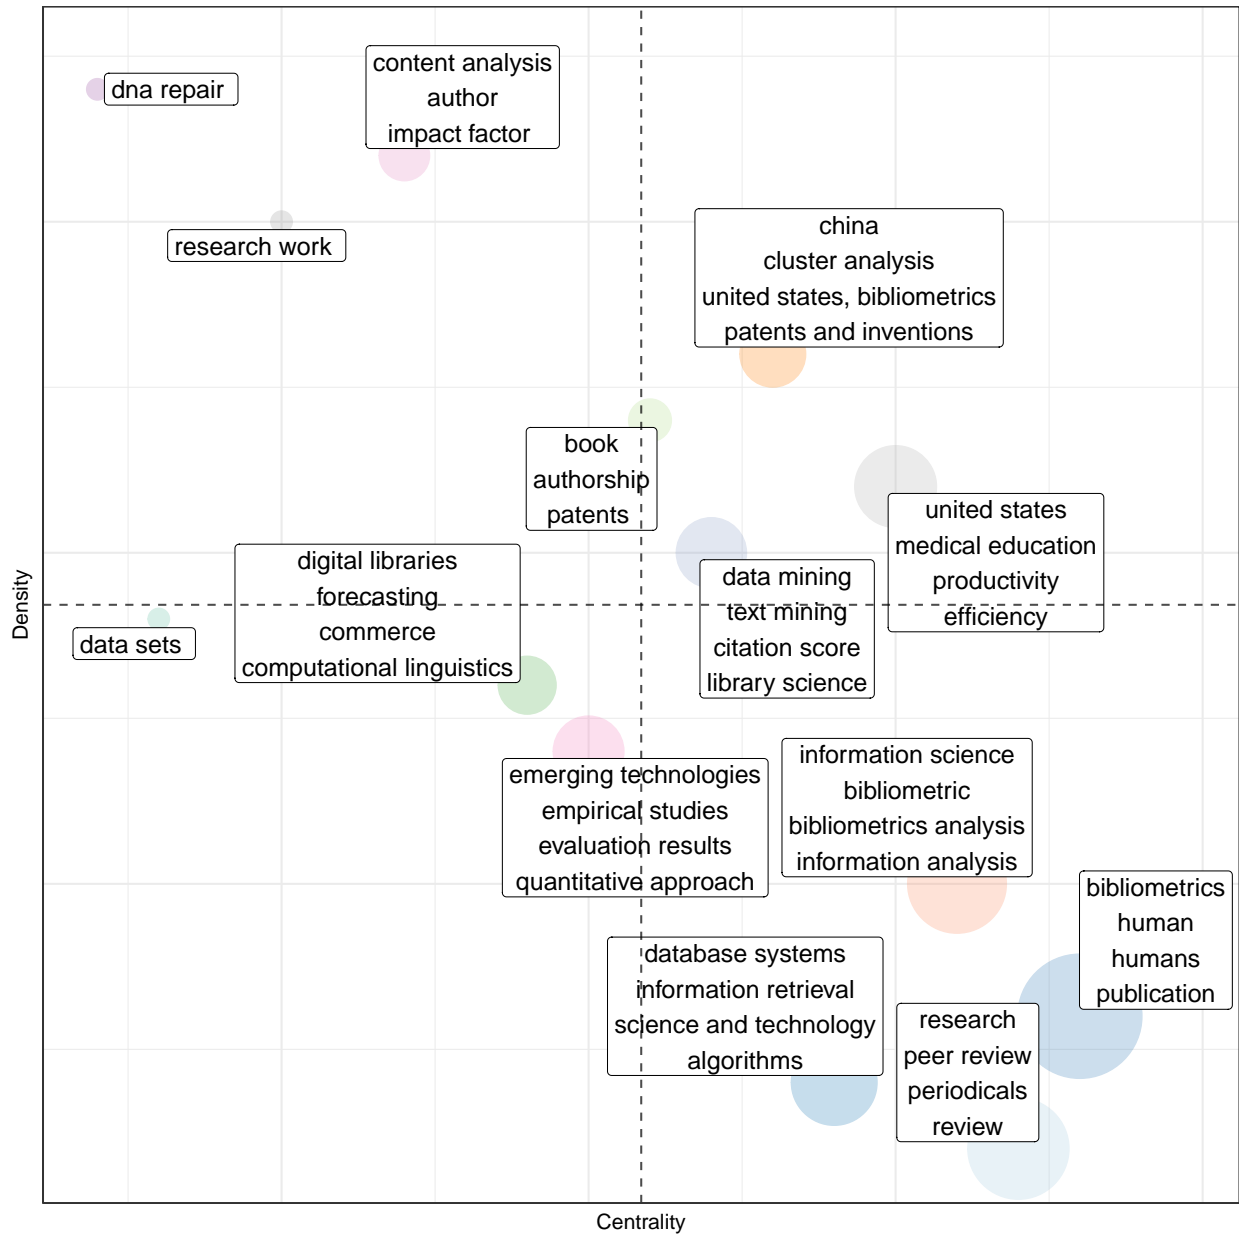 dna repair
content analysis
author
impact factor
research work
china
cluster analysis
united states, bibliometrics
patents and inventions
book
authorship
patents
united states
medical education
productivity
efficiency
digital libraries
forecasting
commerce
computational linguistics
data mining
text mining
citation score
library science
data sets
emerging technologies
empirical studies
evaluation results
quantitative approach
information science
bibliometric
bibliometrics analysis
information analysis
bibliometrics
human
humans
publication
database systems
information retrieval
science and technology
algorithms
research
peer review
periodicals
review
Density
Centrality